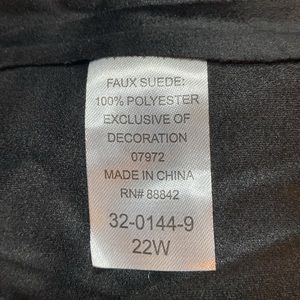 FAUX SUEDE:
100% POLYESTER
EXCLUSIVE OF
DECORATION
07972
MADE IN CHINA
RN# 88842
32-0144-9
22W